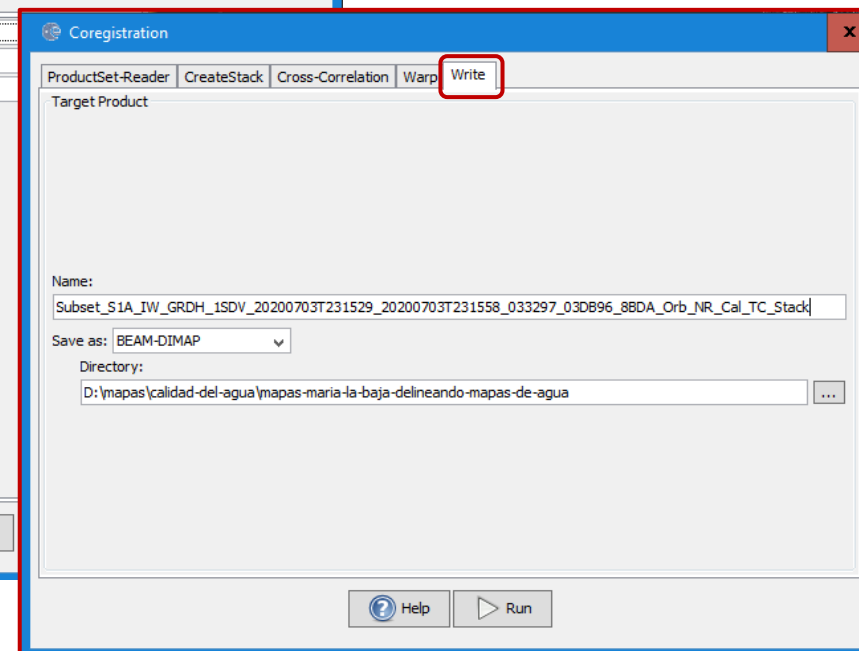 Coregistration
x
ProductSet-Reader CreateStack Cross-Correlation Warp Write
Target Product
Name:
Subset_S1A_IW_GRDH_1SDV_20200703T231529_20200703T231558_033297_03DB96_8BDA_Orb_NR_Cal_TC_Stack
Save as: BEAM-DIMAP
Directory:
D:\mapas\calidad-del-agua\mapas-maria-la-baja-delineando-mapas-de-agua ...
Help Run